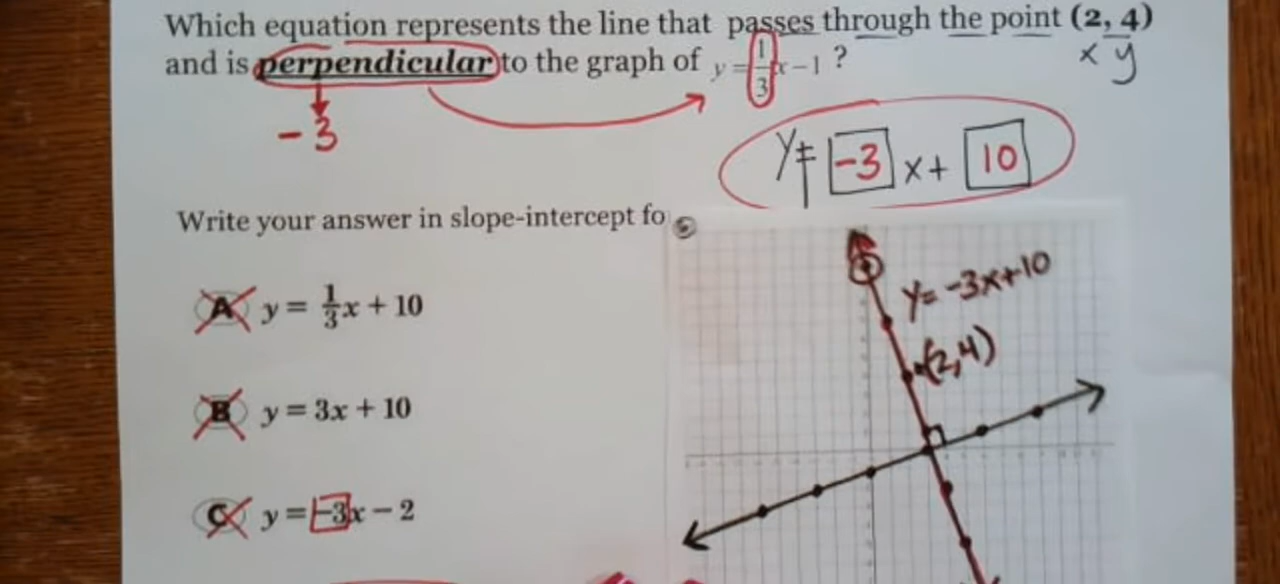 Which equation represents the line that passes through the point (2, 4)
x y
and is perpendicular to the graph of y = 1/3 x - 1 ?
- 3
y = -3 x + 10
Write your answer in slope-intercept fo
A y = 1/3 x + 10
y = -3x+10
(2,4)
B y = 3x + 10
C y = -3x - 2